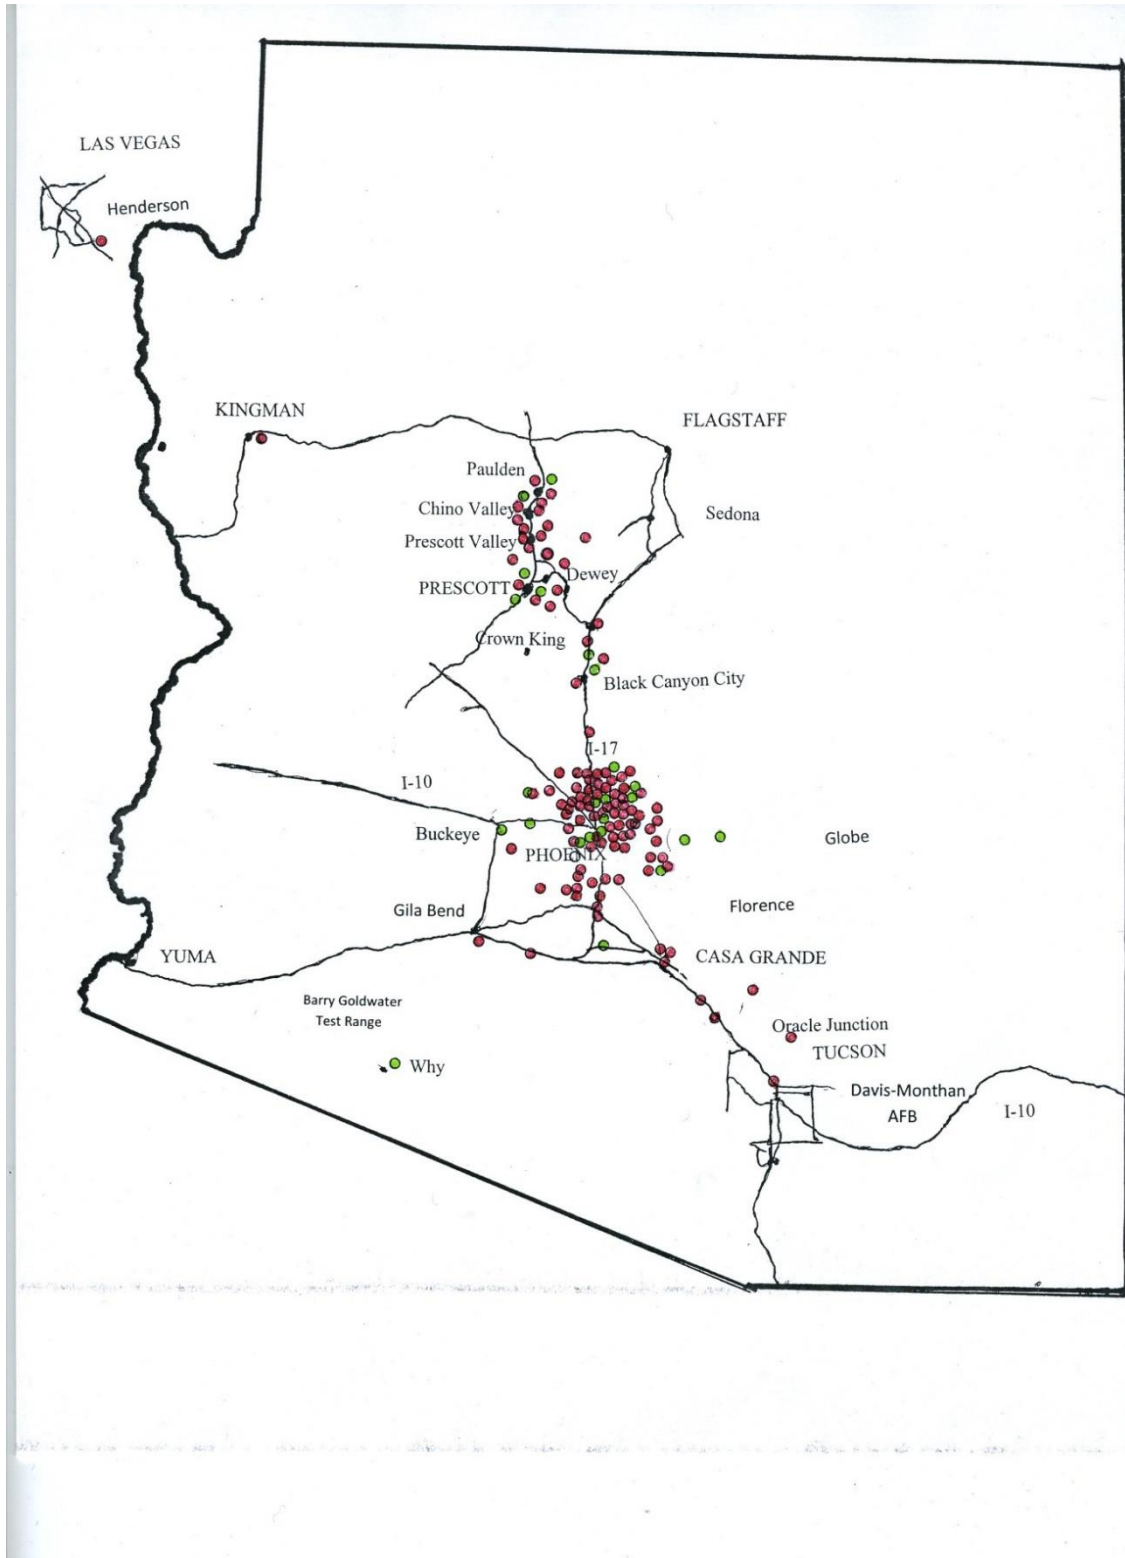 LAS VEGAS
Henderson
KINGMAN
FLAGSTAFF
Paulden
Chino Valley
Sedona
Prescott Valley
Dewey
PRESCOTT
Crown King
Black Canyon City
I-17
I-10
Buckeye
Globe
PHOENIX
Florence
Gila Bend
YUMA
CASA GRANDE
Barry Goldwater
Test Range
Oracle Junction
TUCSON
Why
Davis-Monthan
AFB
I-10